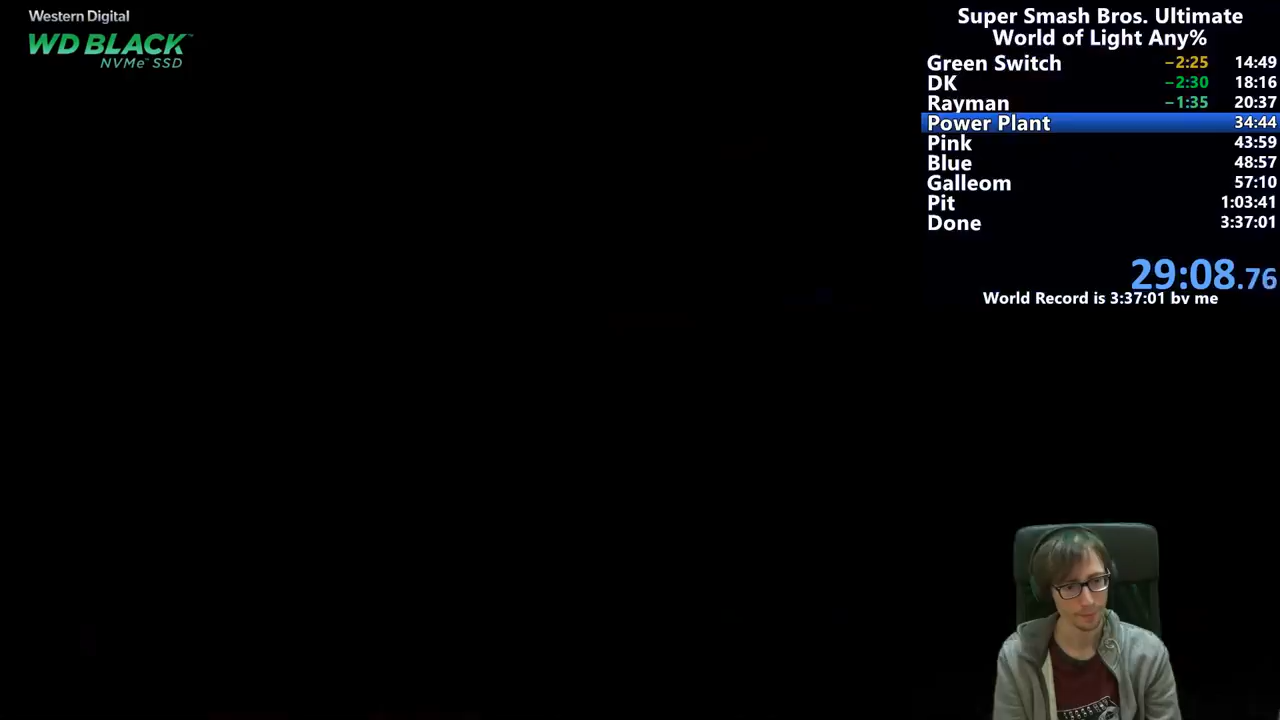 Western Digital
WD BLACK™
NVMe™ SSD
Super Smash Bros. Ultimate
World of Light Any%
Green Switch −2:25 14:49
DK −2:30 18:16
Rayman −1:35 20:37
Power Plant 34:44
Pink 43:59
Blue 48:57
Galleom 57:10
Pit 1:03:41
Done 3:37:01
29:08.76
World Record is 3:37:01 by me